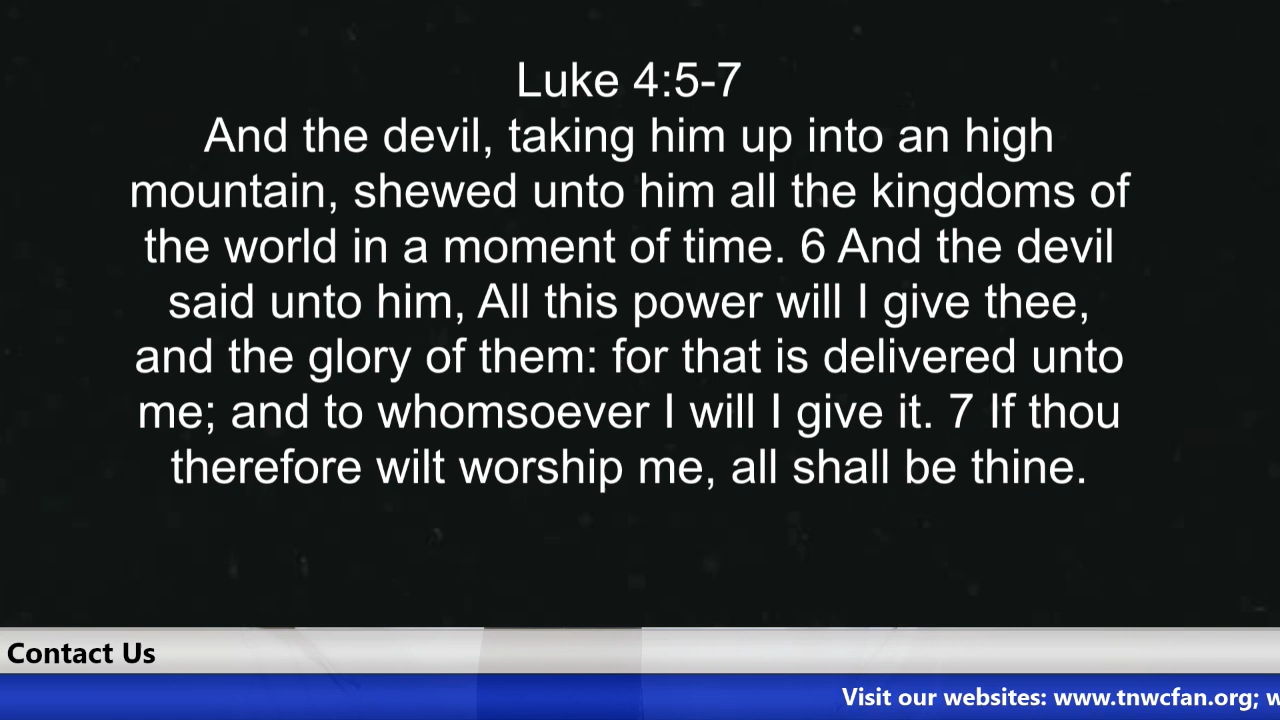 Luke 4:5-7
And the devil, taking him up into an high
mountain, shewed unto him all the kingdoms of
the world in a moment of time. 6 And the devil
said unto him, All this power will I give thee,
and the glory of them: for that is delivered unto
me; and to whomsoever I will I give it. 7 If thou
therefore wilt worship me, all shall be thine.
Contact Us
Visit our websites: www.tnwcfan.org;